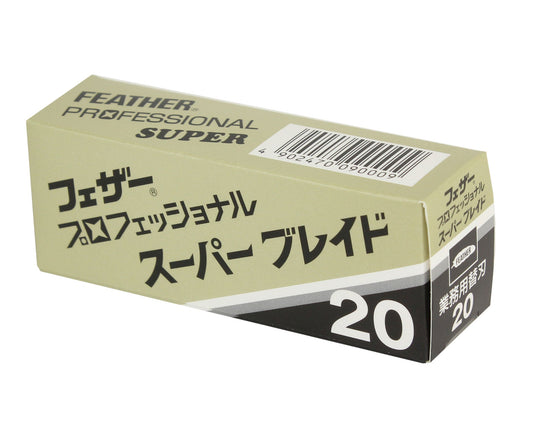 FEATHER®
PROFESSIONAL
SUPER
4 902470 090009
フェザー®
プロフェッショナル
スーパー ブレイド
20
FEATHER
フェザー®
プロフェッショナル
スーパー ブレイド
業務用替刃
20